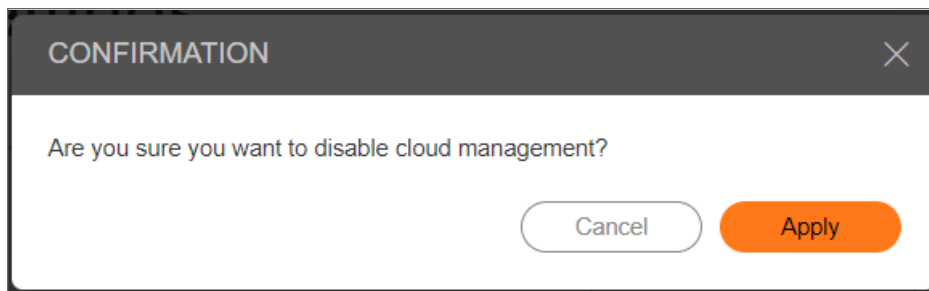 CONFIRMATION
Are you sure you want to disable cloud management?
Cancel
Apply